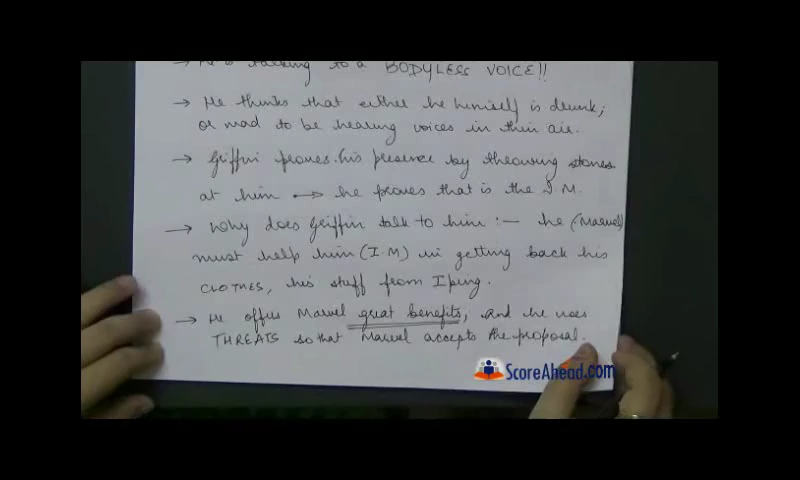 → He is talking to a BODYLESS VOICE!!
→ He thinks that either he himself is drunk;
or mad to be hearing voices in thin air.
→ Griffin proves his presence by throwing stones
at him → he proves that is the I M.
→ Why does Griffin talk to him :— he (Marvel)
must help him (I.M) in getting back his
CLOTHES, his stuff from Iping.
→ He offers Marvel great benefits, and he uses
THREATS so that Marvel accepts the proposal.
ScoreAhead.com